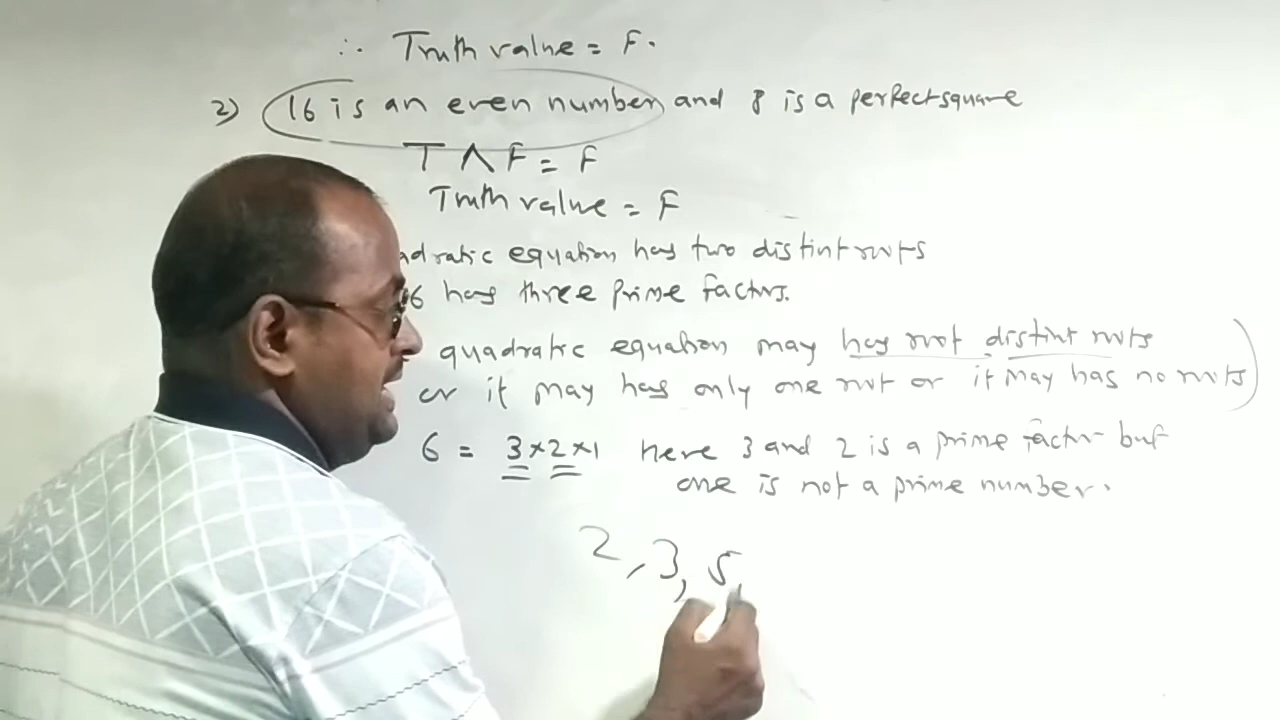 ∴ Truth value = F.
2) 16 is an even number and 8 is a perfect square
T ∧ F = F
Truth value = F
adratic equation has two distint roots
6 has three prime factors.
quadratic equation may has not distint roots
or it may has only one root or it may has no roots
6 = 3×2×1 here 3 and 2 is a prime factor but
one is not a prime number.
2, 3, 5,